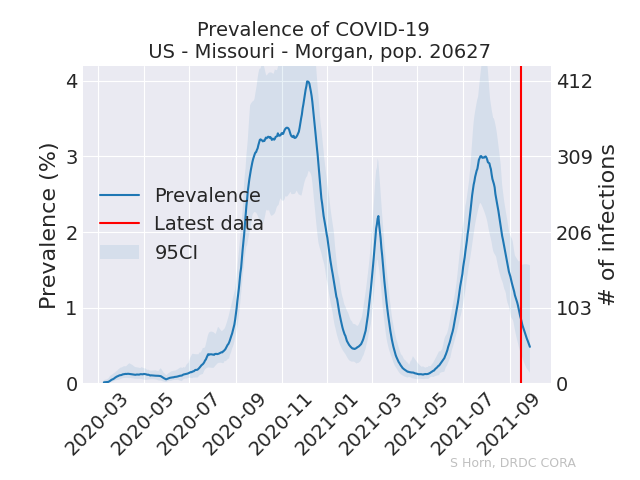 Prevalence of COVID-19
US - Missouri - Morgan, pop. 20627
Prevalence (%)
4
3
2
1
0
412
309
206
103
0
# of infections
Prevalence
Latest data
95CI
2020-03
2020-05
2020-07
2020-09
2020-11
2021-01
2021-03
2021-05
2021-07
2021-09
S Horn, DRDC CORA